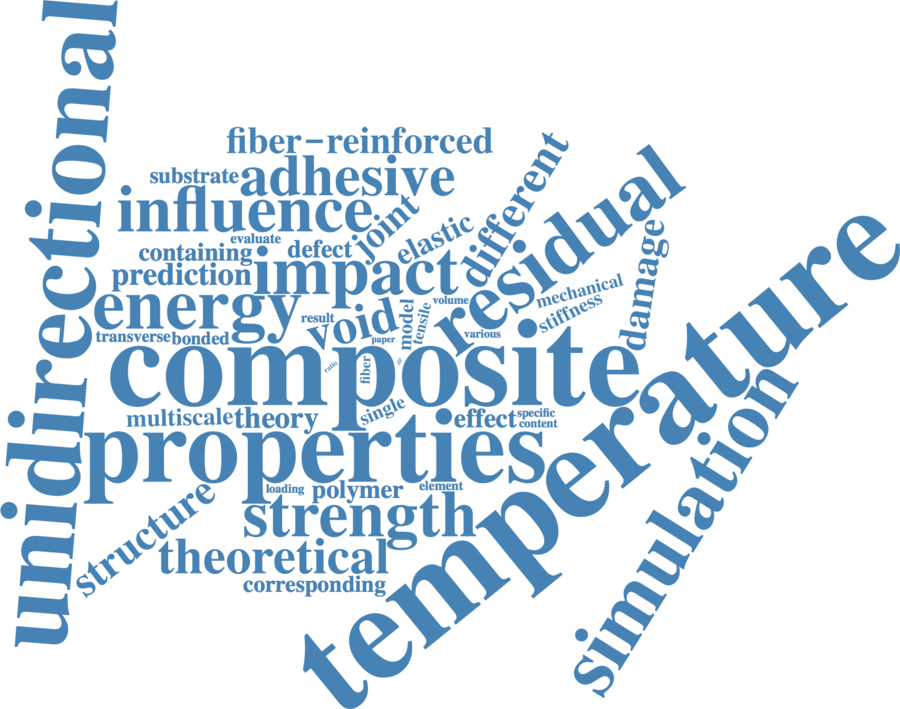 unidirectional
fiber-reinforced
substrate
adhesive
different
influence
joint
residual
evaluate
elastic
containing
defect
temperature
prediction
impact
damage
energy
void
model
tensile
volume
mechanical
stiffness
result
various
transverse
bonded
paper
composite
ratio
fiber
single
multiscale
theory
effect
specific
content
properties
simulation
loading
polymer
element
structure
strength
theoretical
corresponding